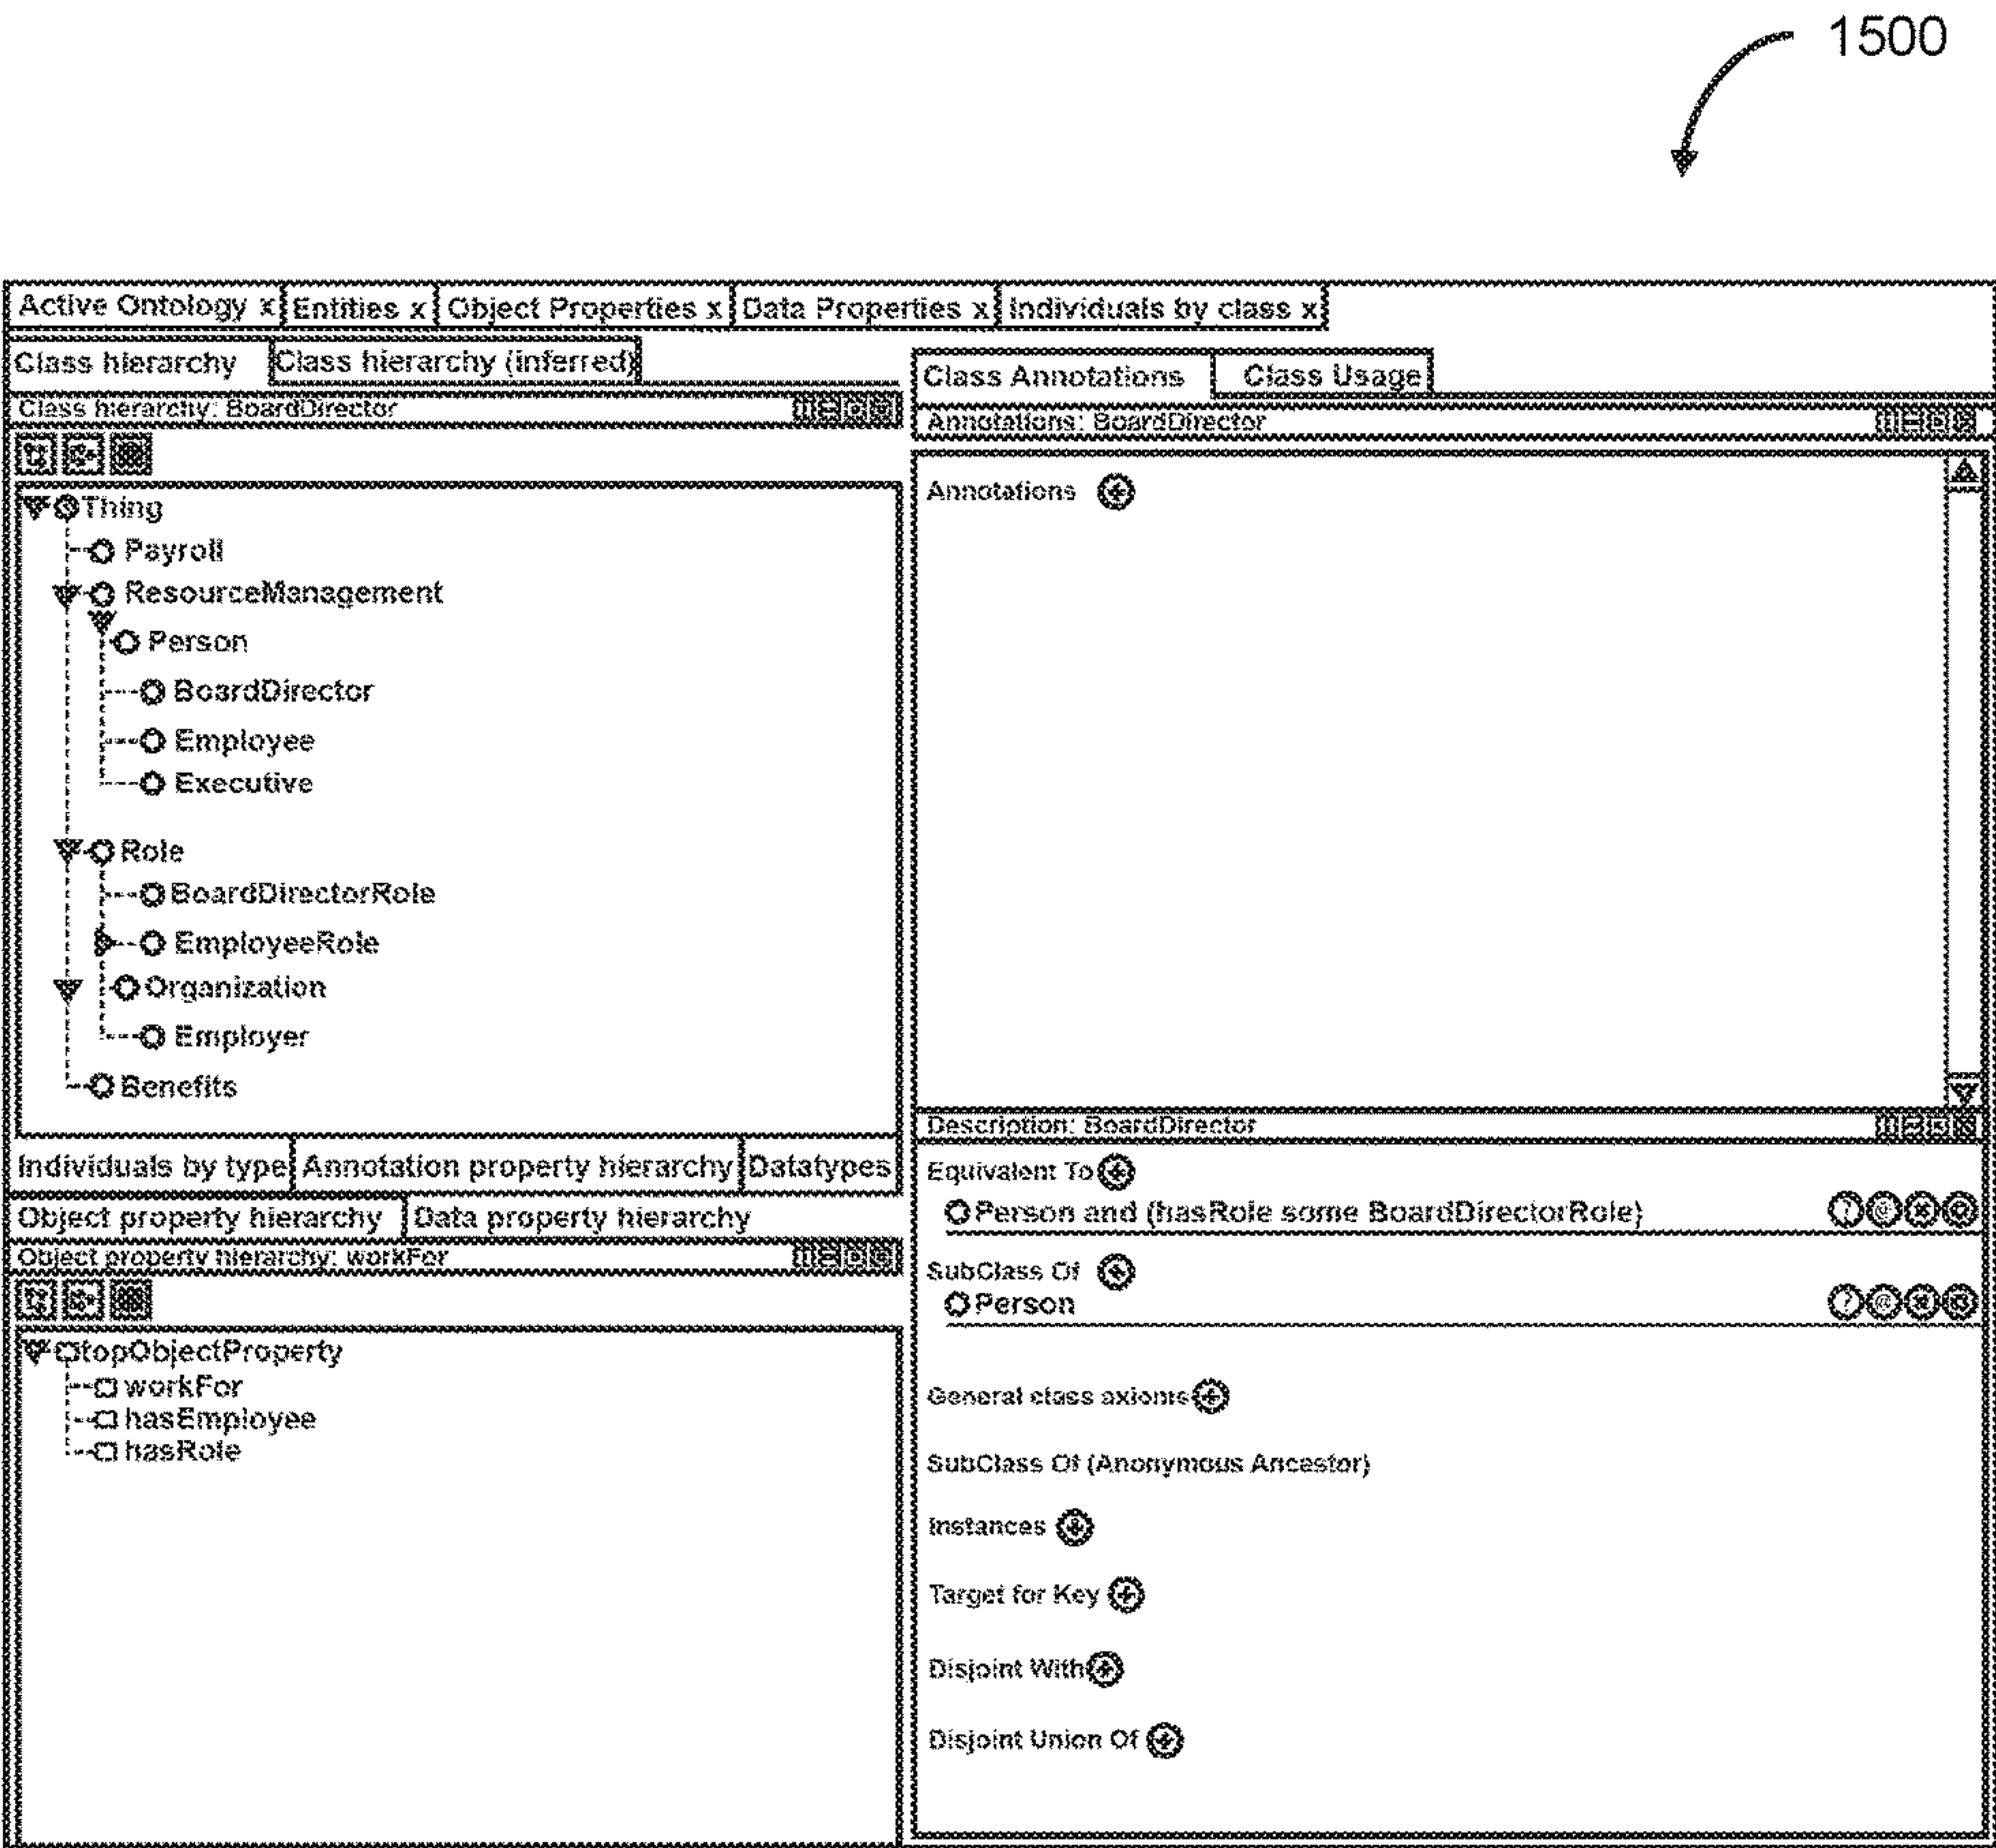 1500
Active Ontology x Entities x Object Properties x Data Properties x Individuals by class x
Class hierarchy Class hierarchy (inferred)
Class hierarchy: BoardDirector
Thing
Payroll
ResourceManagement
Person
BoardDirector
Employee
Executive
Role
BoardDirectorRole
EmployeeRole
Organization
Employer
Benefits
Individuals by type Annotation property hierarchy Datatypes
Object property hierarchy Data property hierarchy
Object property hierarchy: workFor
topObjectProperty
workFor
hasEmployee
hasRole
Class Annotations Class Usage
Annotations: BoardDirector
Annotations
Description: BoardDirector
Equivalent To
Person and (hasRole some BoardDirectorRole)
SubClass Of
Person
General class axioms
SubClass Of (Anonymous Ancestor)
Instances
Target for Key
Disjoint With
Disjoint Union Of